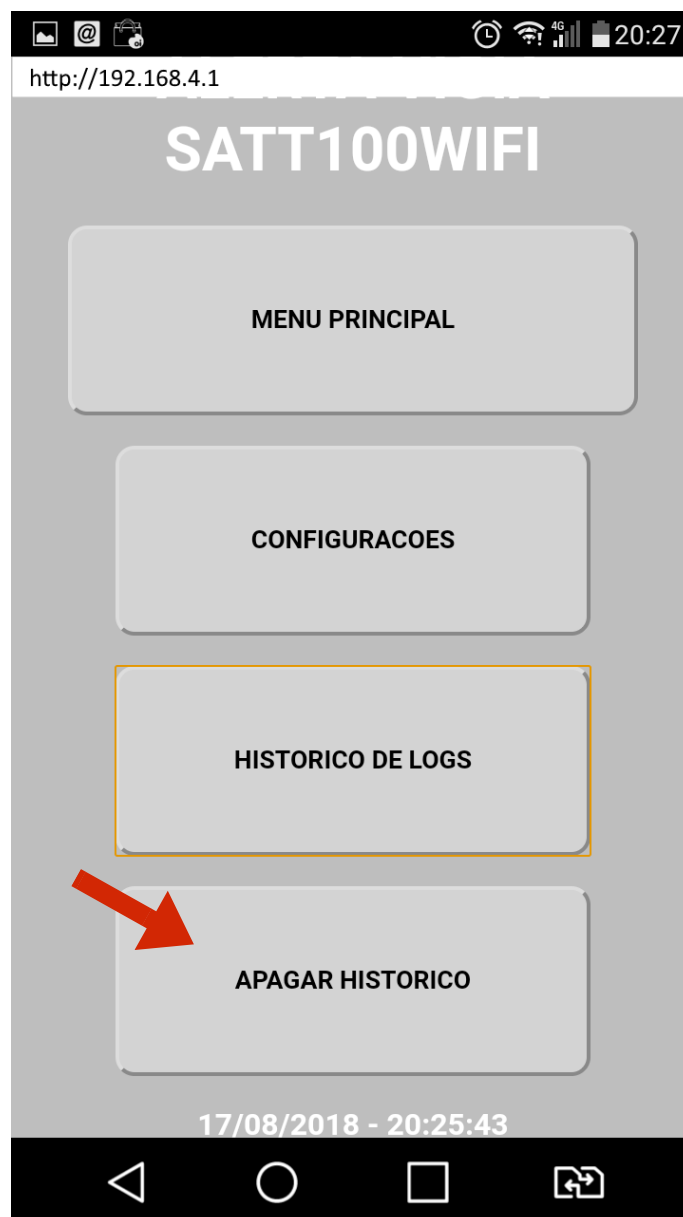 @
4G
20:27
http://192.168.4.1
SATT100WIFI
MENU PRINCIPAL
CONFIGURACOES
HISTORICO DE LOGS
APAGAR HISTORICO
17/08/2018 - 20:25:43